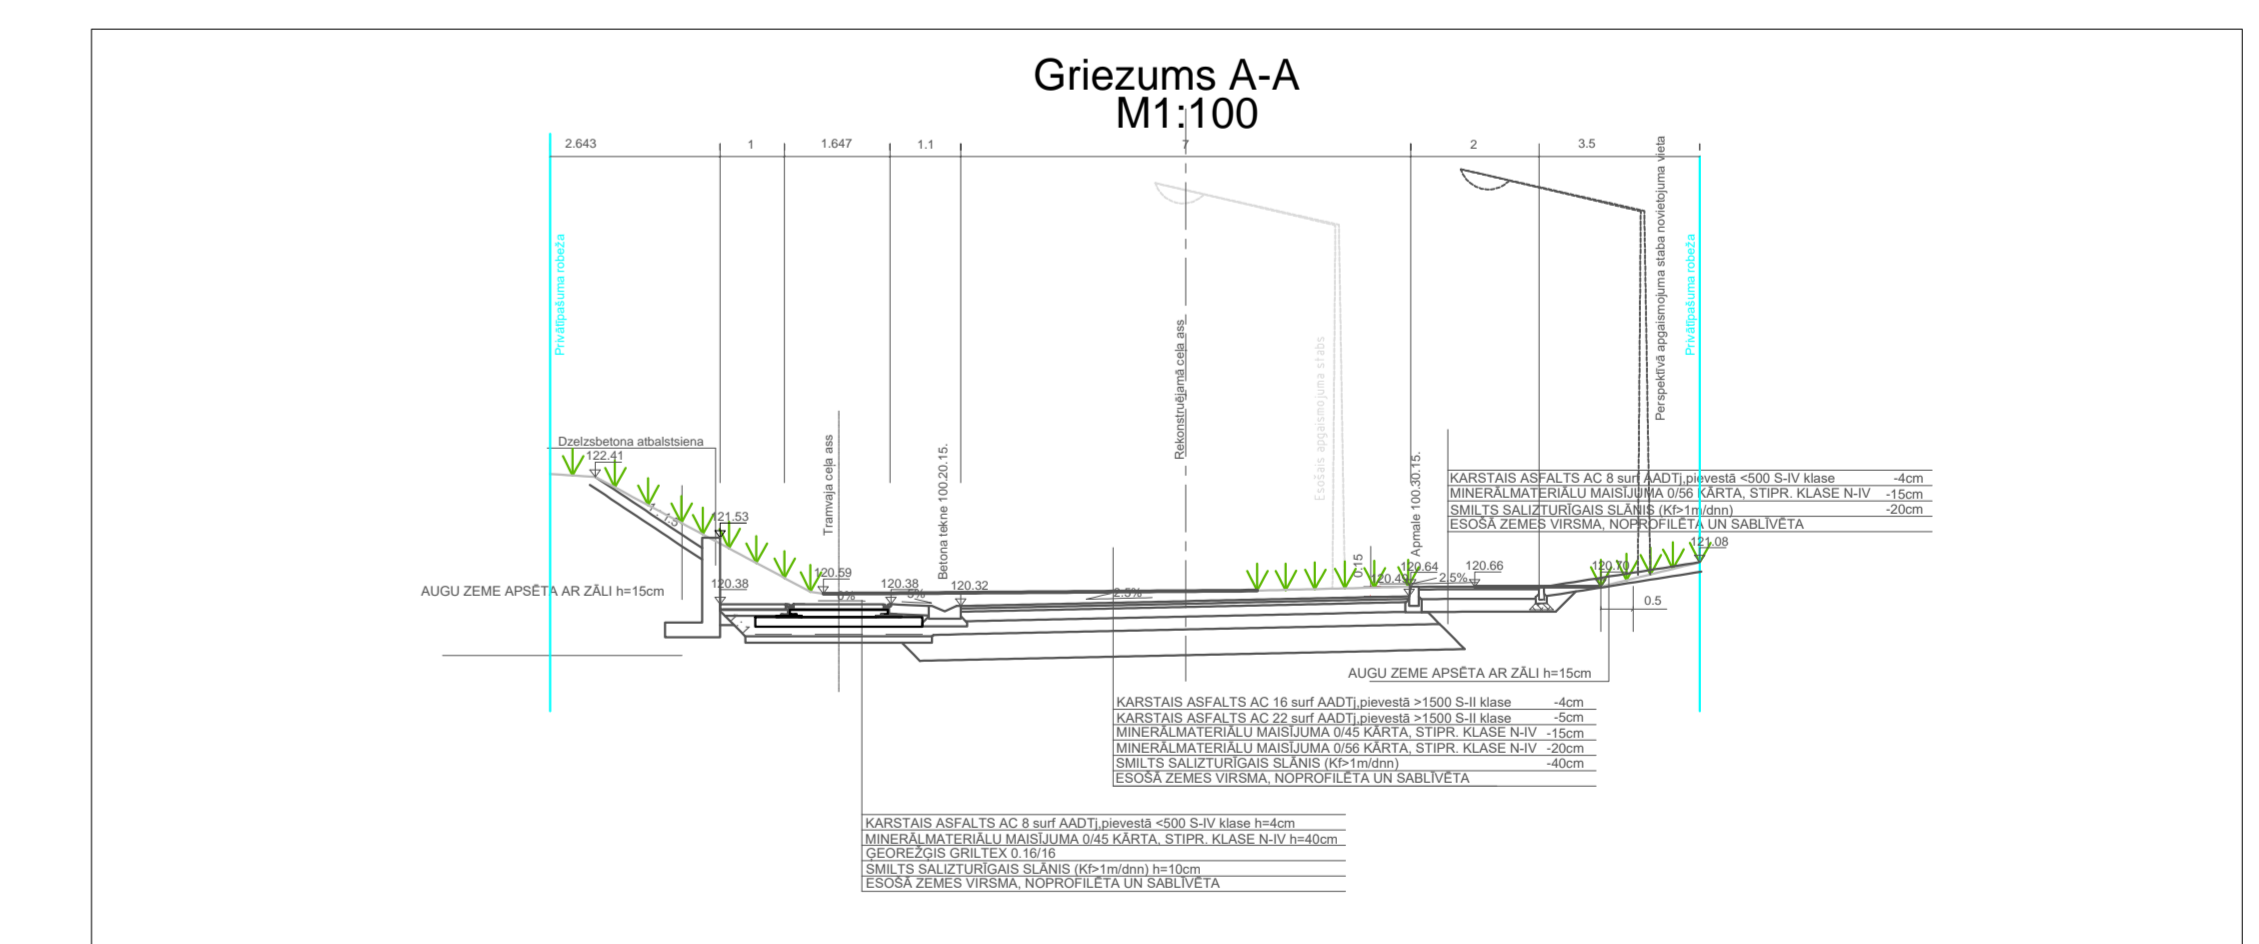 Griezums A-A
M1:100
2.643
1
1.647
1.1
7
2
3.5
Privātīpašuma robeža
Tramvaja ceļa ass
Betona tekne 100.20.15.
Rekonstruējamā ceļa ass
Esošais apgaismojuma stabs
Apmale 100.30.15.
Perspektīvā apgaismojuma staba novietojuma vieta
Privātīpašuma robeža
Dzelzsbetona atbalstsiena
122.41
1:1.5
121.53
120.38
120.59
120.38
120.32
5%
2.5%
0.15
120.64
2.5%
120.66
120.70
121.08
0.5
AUGU ZEME APSĒTA AR ZĀLI h=15cm
KARSTAIS ASFALTS AC 8 surf AADTj,pievestā <500 S-IV klase -4cm
MINERĀLMATERIĀLU MAISĪJUMA 0/56 KĀRTA, STIPR. KLASE N-IV -15cm
SMILTS SALIZTURĪGAIS SLĀNIS (Kf>1m/dnn) -20cm
ESOŠĀ ZEMES VIRSMA, NOPROFILĒTA UN SABLĪVĒTA
AUGU ZEME APSĒTA AR ZĀLI h=15cm
KARSTAIS ASFALTS AC 16 surf AADTj,pievestā >1500 S-II klase -4cm
KARSTAIS ASFALTS AC 22 surf AADTj,pievestā >1500 S-II klase -5cm
MINERĀLMATERIĀLU MAISĪJUMA 0/45 KĀRTA, STIPR. KLASE N-IV -15cm
MINERĀLMATERIĀLU MAISĪJUMA 0/56 KĀRTA, STIPR. KLASE N-IV -20cm
SMILTS SALIZTURĪGAIS SLĀNIS (Kf>1m/dnn) -40cm
ESOŠĀ ZEMES VIRSMA, NOPROFILĒTA UN SABLĪVĒTA
KARSTAIS ASFALTS AC 8 surf AADTj,pievestā <500 S-IV klase h=4cm
MINERĀLMATERIĀLU MAISĪJUMA 0/45 KĀRTA, STIPR. KLASE N-IV h=40cm
ĢEOREŽĢIS GRILTEX 0.16/16
SMILTS SALIZTURĪGAIS SLĀNIS (Kf>1m/dnn) h=10cm
ESOŠĀ ZEMES VIRSMA, NOPROFILĒTA UN SABLĪVĒTA